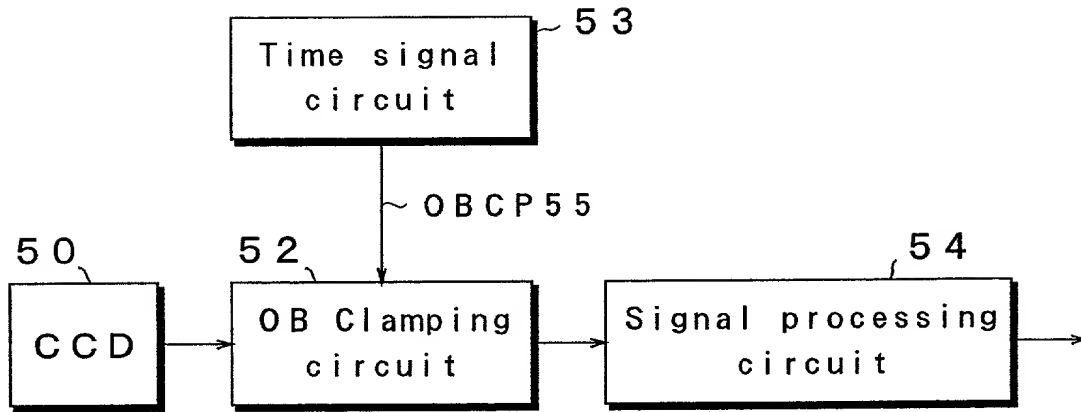 53
Time signal
circuit
OBCP55
50
CCD
52
OB Clamping
circuit
54
Signal processing
circuit